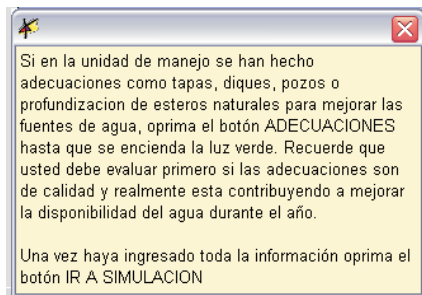 Si en la unidad de manejo se han hecho
adecuaciones como tapas, diques, pozos o
profundizacion de esteros naturales para mejorar las
fuentes de agua, oprima el botón ADECUACIONES
hasta que se encienda la luz verde. Recuerde que
usted debe evaluar primero si las adecuaciones son
de calidad y realmente esta contribuyendo a mejorar
la disponibilidad del agua durante el año.
Una vez haya ingresado toda la información oprima el
botón IR A SIMULACION